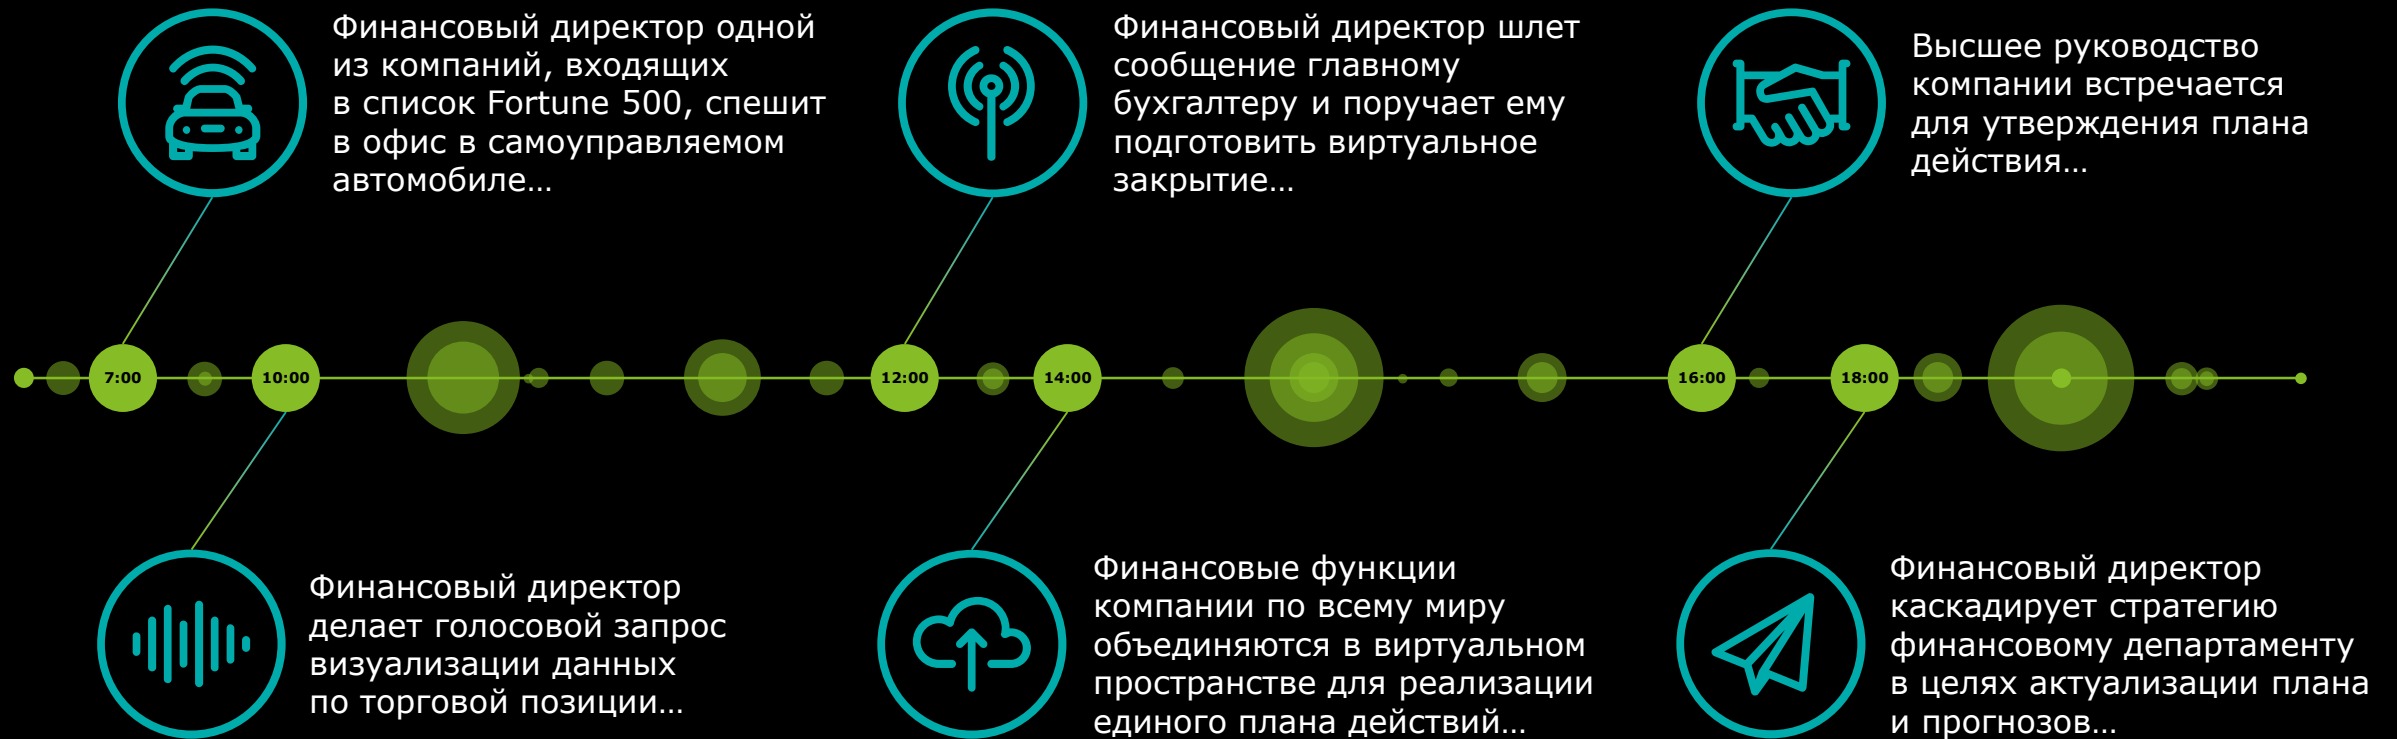 Финансовый директор одной
из компаний, входящих
в список Fortune 500, спешит
в офис в самоуправляемом
автомобиле…
Финансовый директор шлет
сообщение главному
бухгалтеру и поручает ему
подготовить виртуальное
закрытие…
Высшее руководство
компании встречается
для утверждения плана
действия…
7:00
10:00
12:00
14:00
16:00
18:00
Финансовый директор
делает голосовой запрос
визуализации данных
по торговой позиции…
Финансовые функции
компании по всему миру
объединяются в виртуальном
пространстве для реализации
единого плана действий…
Финансовый директор
каскадирует стратегию
финансовому департаменту
в целях актуализации плана
и прогнозов…